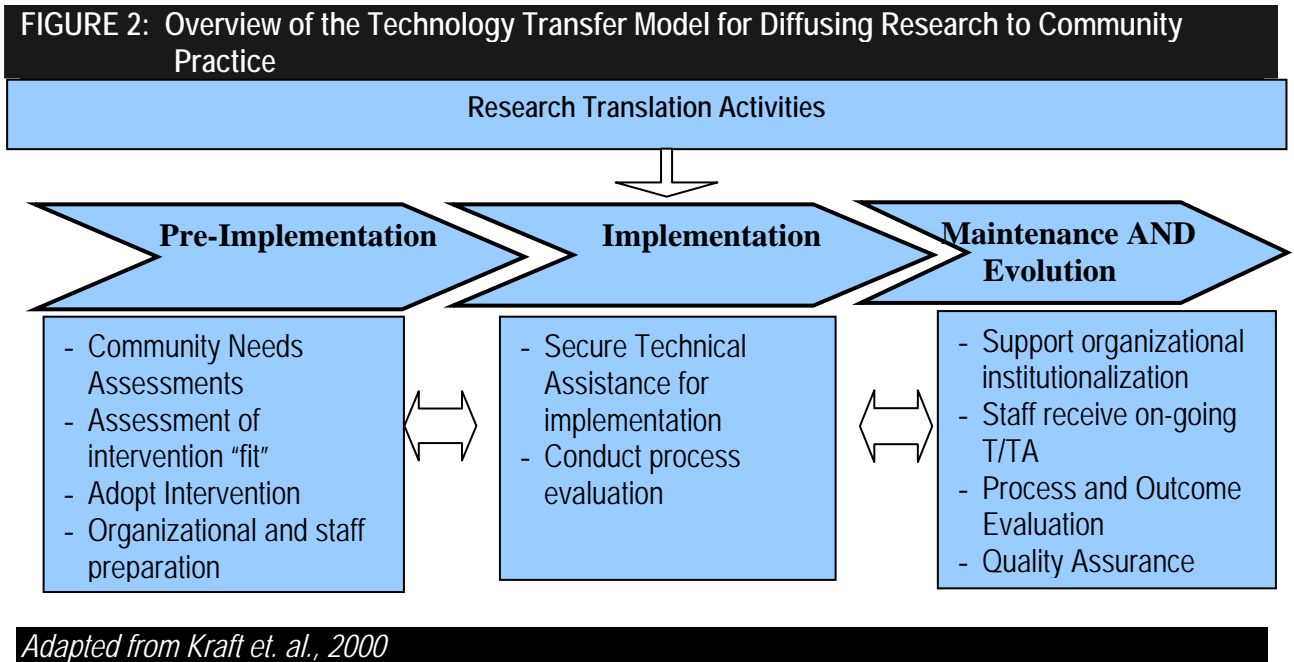 FIGURE 2: Overview of the Technology Transfer Model for Diffusing Research to Community
Practice
Research Translation Activities
Pre-Implementation
- Community Needs
Assessments
- Assessment of
intervention “fit”
- Adopt Intervention
- Organizational and staff
preparation
Implementation
- Secure Technical
Assistance for
implementation
- Conduct process
evaluation
Maintenance AND
Evolution
- Support organizational
institutionalization
- Staff receive on-going
T/TA
- Process and Outcome
Evaluation
- Quality Assurance
Adapted from Kraft et. al., 2000